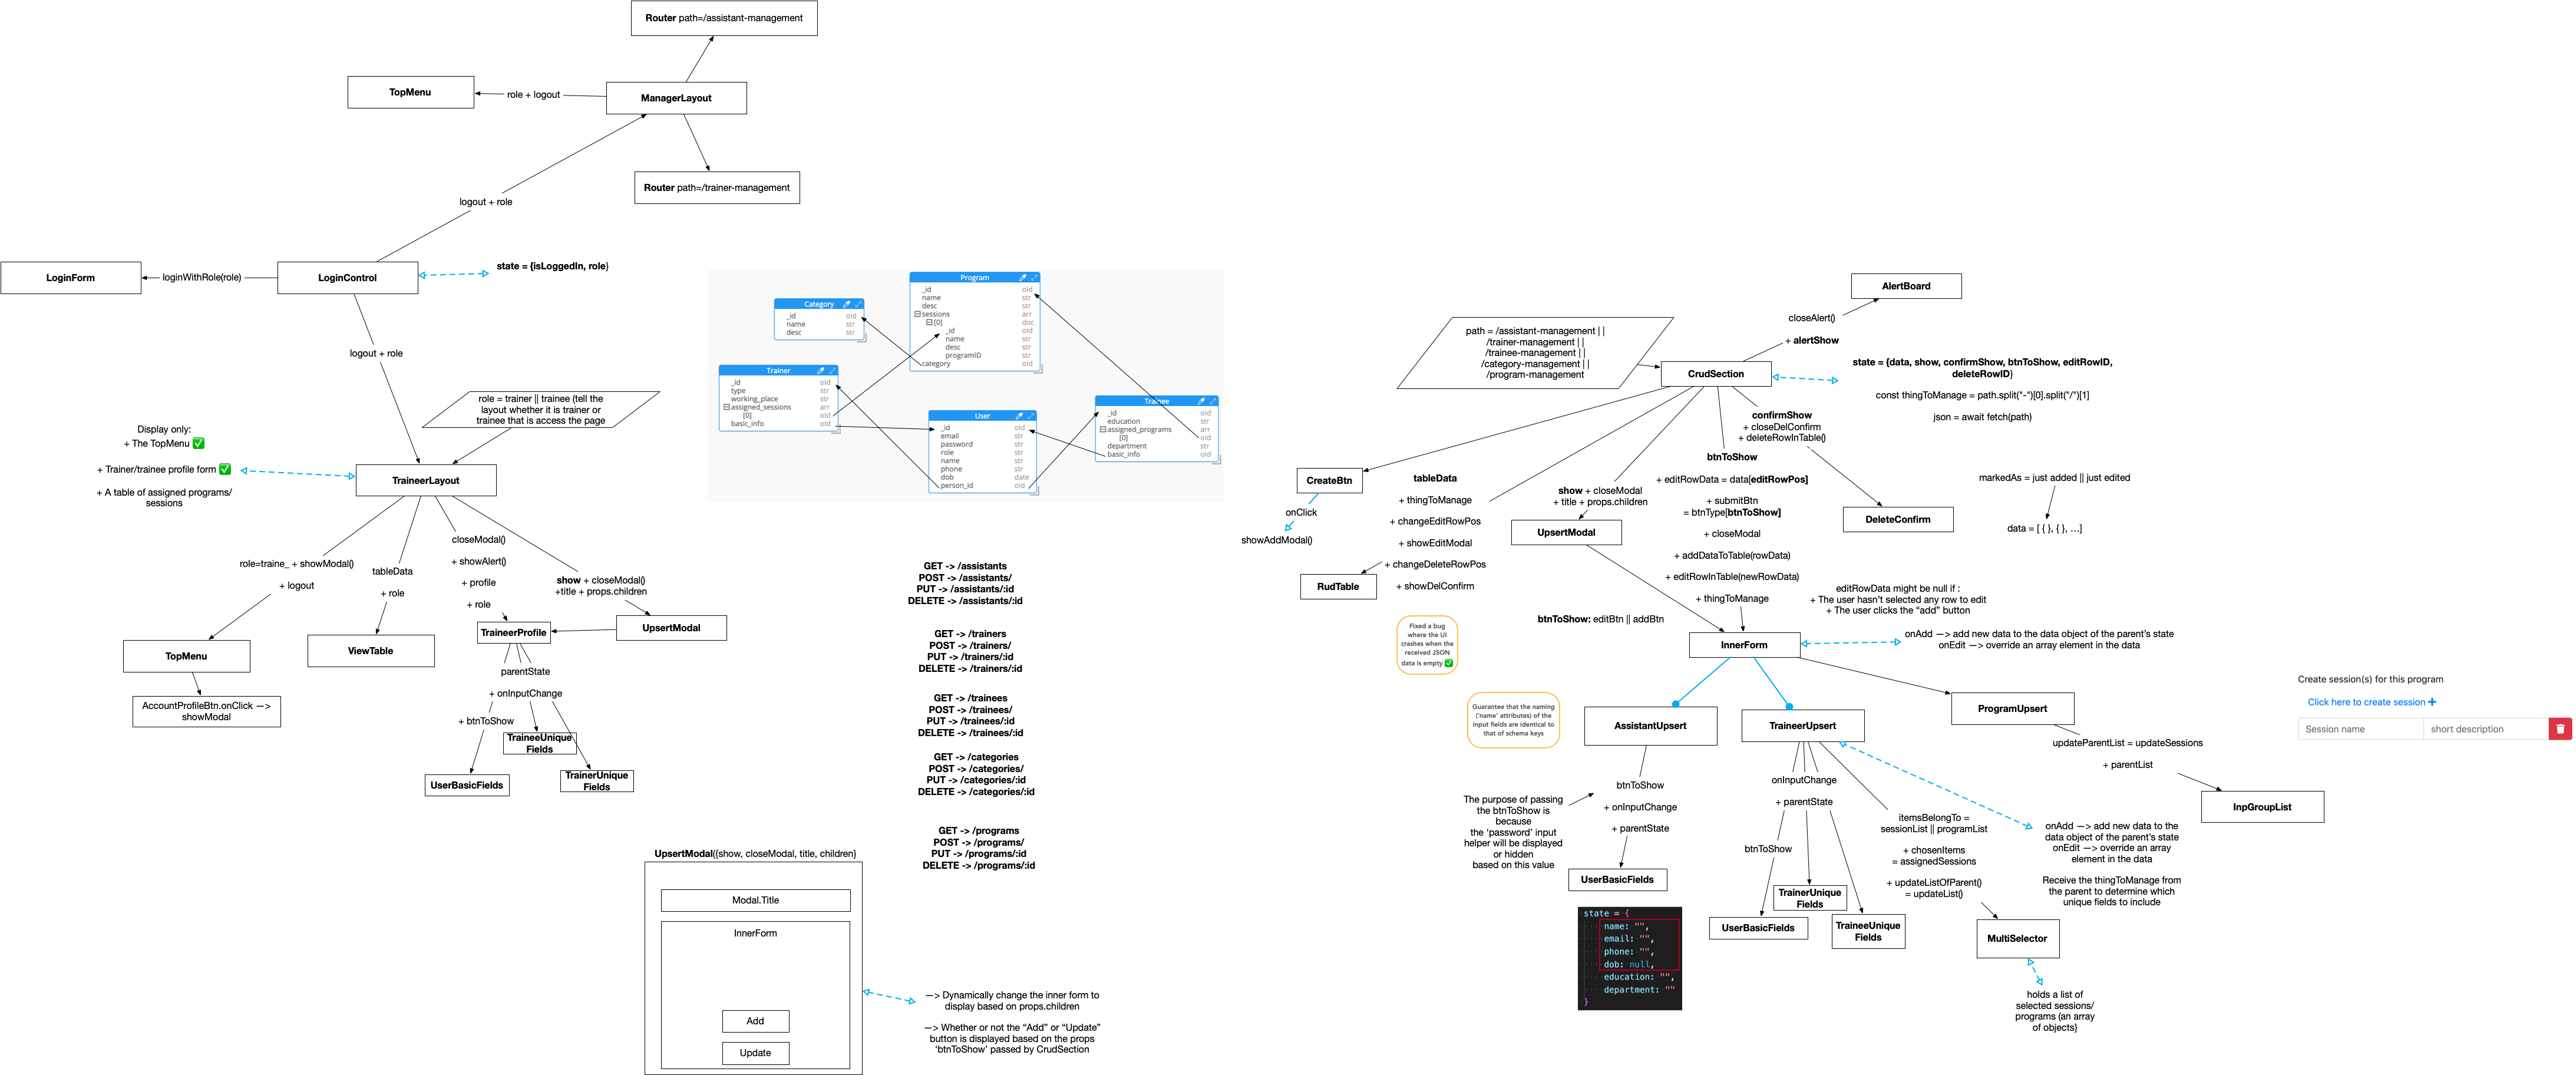 Router path=/assistant-management
TopMenu
role + logout
ManagerLayout
Router path=/trainer-management
logout + role
LoginForm
loginWithRole(role)
LoginControl
state = {isLoggedIn, role}
logout + role
role = trainer || trainee (tell the
layout whether it is trainer or
trainee that is access the page
Display only:
+ The TopMenu ✅
+ Trainer/trainee profile form ✅
+ A table of assigned programs/
sessions
TraineerLayout
role=traine_ + showModal()
+ logout
tableData
+ role
closeModal()
+ showAlert()
+ profile
+ role
show + closeModal()
+title + props.children
TopMenu
ViewTable
TraineerProfile
UpsertModal
AccountProfileBtn.onClick —>
showModal
parentState
+ onInputChange
+ btnToShow
TraineeUnique
Fields
UserBasicFields
TrainerUnique
Fields
Category
_id old
name str
desc str
Program
_id old
name str
desc str
sessions arr
[0] doc
_id old
name str
desc str
programID str
category old
Trainer
_id old
type str
working_place str
assigned_sessions arr
[0] old
basic_info old
User
_id old
email str
password str
role str
name str
phone str
dob date
person_id old
Trainee
_id old
education str
assigned_programs arr
[0] old
department str
basic_info old
GET -> /assistants
POST -> /assistants/
PUT -> /assistants/:id
DELETE -> /assistants/:id
GET -> /trainers
POST -> /trainers/
PUT -> /trainers/:id
DELETE -> /trainers/:id
GET -> /trainees
POST -> /trainees/
PUT -> /trainees/:id
DELETE -> /trainees/:id
GET -> /categories
POST -> /categories/
PUT -> /categories/:id
DELETE -> /categories/:id
GET -> /programs
POST -> /programs/
PUT -> /programs/:id
DELETE -> /programs/:id
UpsertModal({show, closeModal, title, children}
Modal.Title
InnerForm
Add
Update
—> Dynamically change the inner form to
display based on props.children
—> Whether or not the “Add” or “Update”
button is displayed based on the props
‘btnToShow’ passed by CrudSection
AlertBoard
closeAlert()
+ alertShow
path = /assistant-management | |
/trainer-management | |
/trainee-management | |
/category-management | |
/program-management
CrudSection
state = {data, show, confirmShow, btnToShow, editRowID,
deleteRowID}
const thingToManage = path.split("-")[0].split("/")[1]
json = await fetch(path)
confirmShow
+ closeDelConfirm
+ deleteRowInTable()
CreateBtn
onClick
showAddModal()
tableData
+ thingToManage
+ changeEditRowPos
+ showEditModal
+ changeDeleteRowPos
+ showDelConfirm
RudTable
show + closeModal
+ title + props.children
UpsertModal
btnToShow
+ editRowData = data[editRowPos]
+ submitBtn
= btnType[btnToShow]
+ closeModal
+ addDataToTable(rowData)
+ editRowInTable(newRowData)
+ thingToManage
DeleteConfirm
markedAs = just added || just edited
data = [ { }, { }, …]
editRowData might be null if :
+ The user hasn’t selected any row to edit
+ The user clicks the “add” button
btnToShow: editBtn || addBtn
Fixed a bug
where the UI
crashes when the
received JSON
data is empty ✅
InnerForm
onAdd —> add new data to the data object of the parent’s state
onEdit —> override an array element in the data
Guarantee that the naming
('name' attributes) of the
input fields are identical to
that of schema keys
AssistantUpsert
TraineerUpsert
ProgramUpsert
Create session(s) for this program
Click here to create session +
Session name
short description
updateParentList = updateSessions
+ parentList
InpGroupList
The purpose of passing
the btnToShow is
because
the ‘password’ input
helper will be displayed
or hidden
based on this value
btnToShow
+ onInputChange
+ parentState
UserBasicFields
onInputChange
+ parentState
btnToShow
TrainerUnique
Fields
UserBasicFields
TraineeUnique
Fields
itemsBelongTo =
sessionList || programList
+ chosenItems
= assignedSessions
+ updateListOfParent()
= updateList()
MultiSelector
onAdd —> add new data to the
data object of the parent’s state
onEdit —> override an array
element in the data
Receive the thingToManage from
the parent to determine which
unique fields to include
holds a list of
selected sessions/
programs (an array
of objects}
state = {
name: "",
email: "",
phone: "",
dob: null,
education: "",
department: ""
}